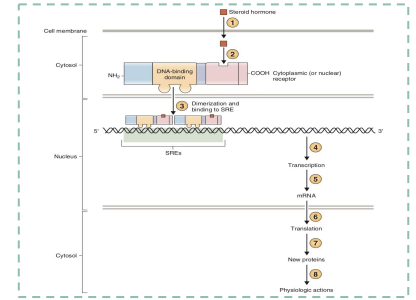 Steroid hormone
1
Cell membrane
2
Cytosol
NH₂
DNA-binding
domain
COOH Cytoplasmic (or nuclear)
receptor
3 Dimerization and
binding to SRE
5' 3'
SREs
4
Nucleus
Transcription
5
mRNA
6
Translation
7
Cytosol
New proteins
8
Physiologic actions